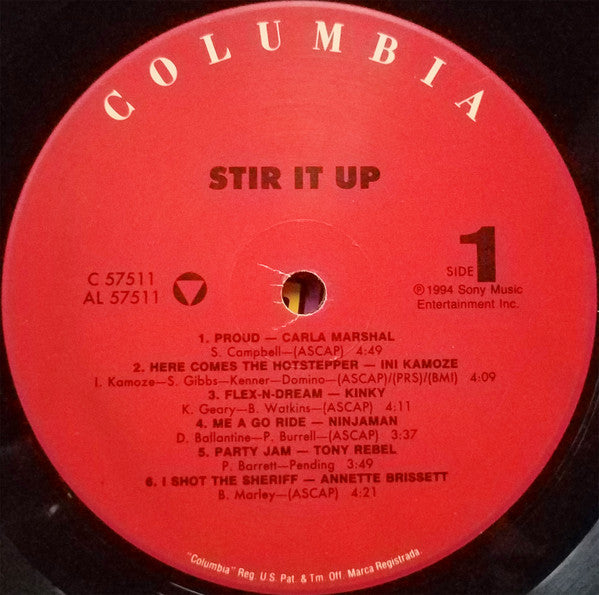 COLUMBIA
STIR IT UP
C 57511
AL 57511
SIDE 1
℗ 1994 Sony Music
Entertainment Inc.
1. PROUD — CARLA MARSHAL
S. Campbell—(ASCAP) 4:49
2. HERE COMES THE HOTSTEPPER — INI KAMOZE
I. Kamoze—S. Gibbs—Kenner—Domino—(ASCAP)/(PRS)/(BMI) 4:09
3. FLEX-N-DREAM — KINKY
K. Geary—B. Watkins—(ASCAP) 4:11
4. ME A GO RIDE — NINJAMAN
D. Ballantine—P. Burrell—(ASCAP) 3:37
5. PARTY JAM — TONY REBEL
P. Barrett—Pending 3:49
6. I SHOT THE SHERIFF — ANNETTE BRISSETT
B. Marley—(ASCAP) 4:21
"Columbia" Reg. U.S. Pat. & Tm. Off. Marca Registrada.